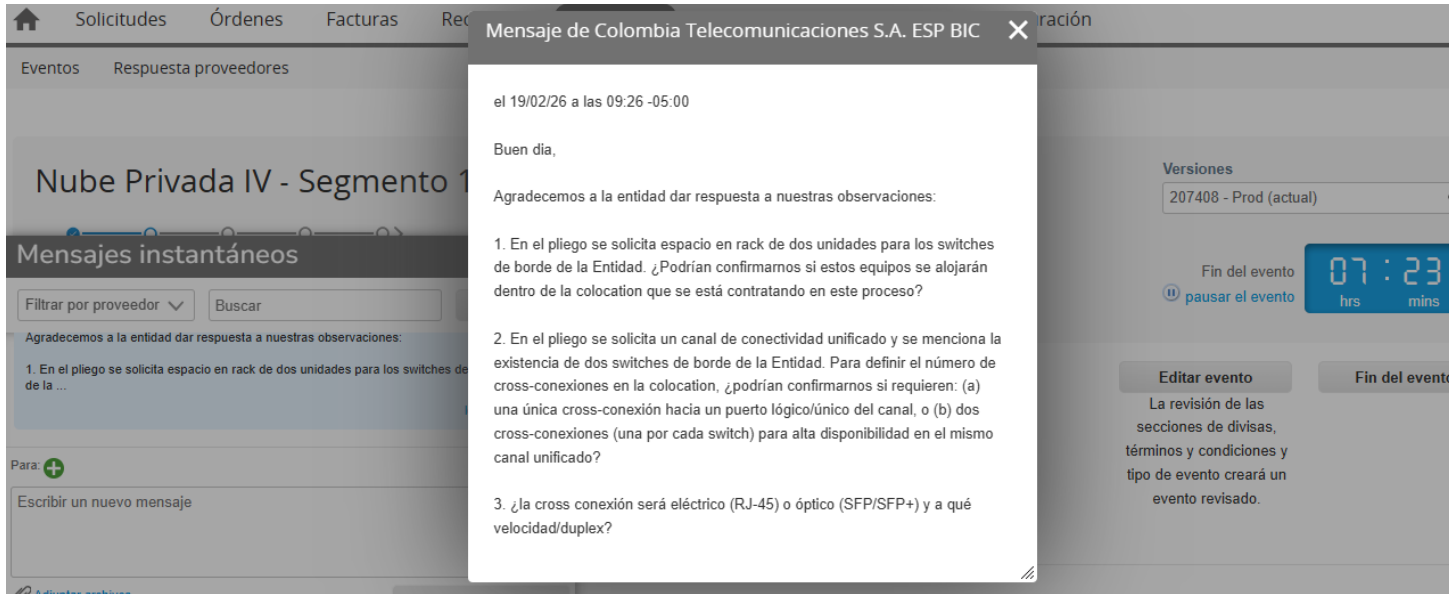 Solicitudes Órdenes Facturas Rec
uración
Eventos Respuesta proveedores
Nube Privada IV - Segmento 1
Mensajes instantáneos
Filtrar por proveedor Buscar
Agradecemos a la entidad dar respuesta a nuestras observaciones:
1. En el pliego se solicita espacio en rack de dos unidades para los switches de
de la ...
Para:
Escribir un nuevo mensaje
Adjuntar archivos
Mensaje de Colombia Telecomunicaciones S.A. ESP BIC
el 19/02/26 a las 09:26 -05:00
Buen dia,
Agradecemos a la entidad dar respuesta a nuestras observaciones:
1. En el pliego se solicita espacio en rack de dos unidades para los switches
de borde de la Entidad. ¿Podrían confirmarnos si estos equipos se alojarán
dentro de la colocation que se está contratando en este proceso?
2. En el pliego se solicita un canal de conectividad unificado y se menciona la
existencia de dos switches de borde de la Entidad. Para definir el número de
cross-conexiones en la colocation, ¿podrían confirmarnos si requieren: (a)
una única cross-conexión hacia un puerto lógico/único del canal, o (b) dos
cross-conexiones (una por cada switch) para alta disponibilidad en el mismo
canal unificado?
3. ¿la cross conexión será eléctrico (RJ-45) o óptico (SFP/SFP+) y a qué
velocidad/duplex?
Versiones
207408 - Prod (actual)
Fin del evento
pausar el evento
07 : 23
hrs mins
Editar evento Fin del evento
La revisión de las
secciones de divisas,
términos y condiciones y
tipo de evento creará un
evento revisado.